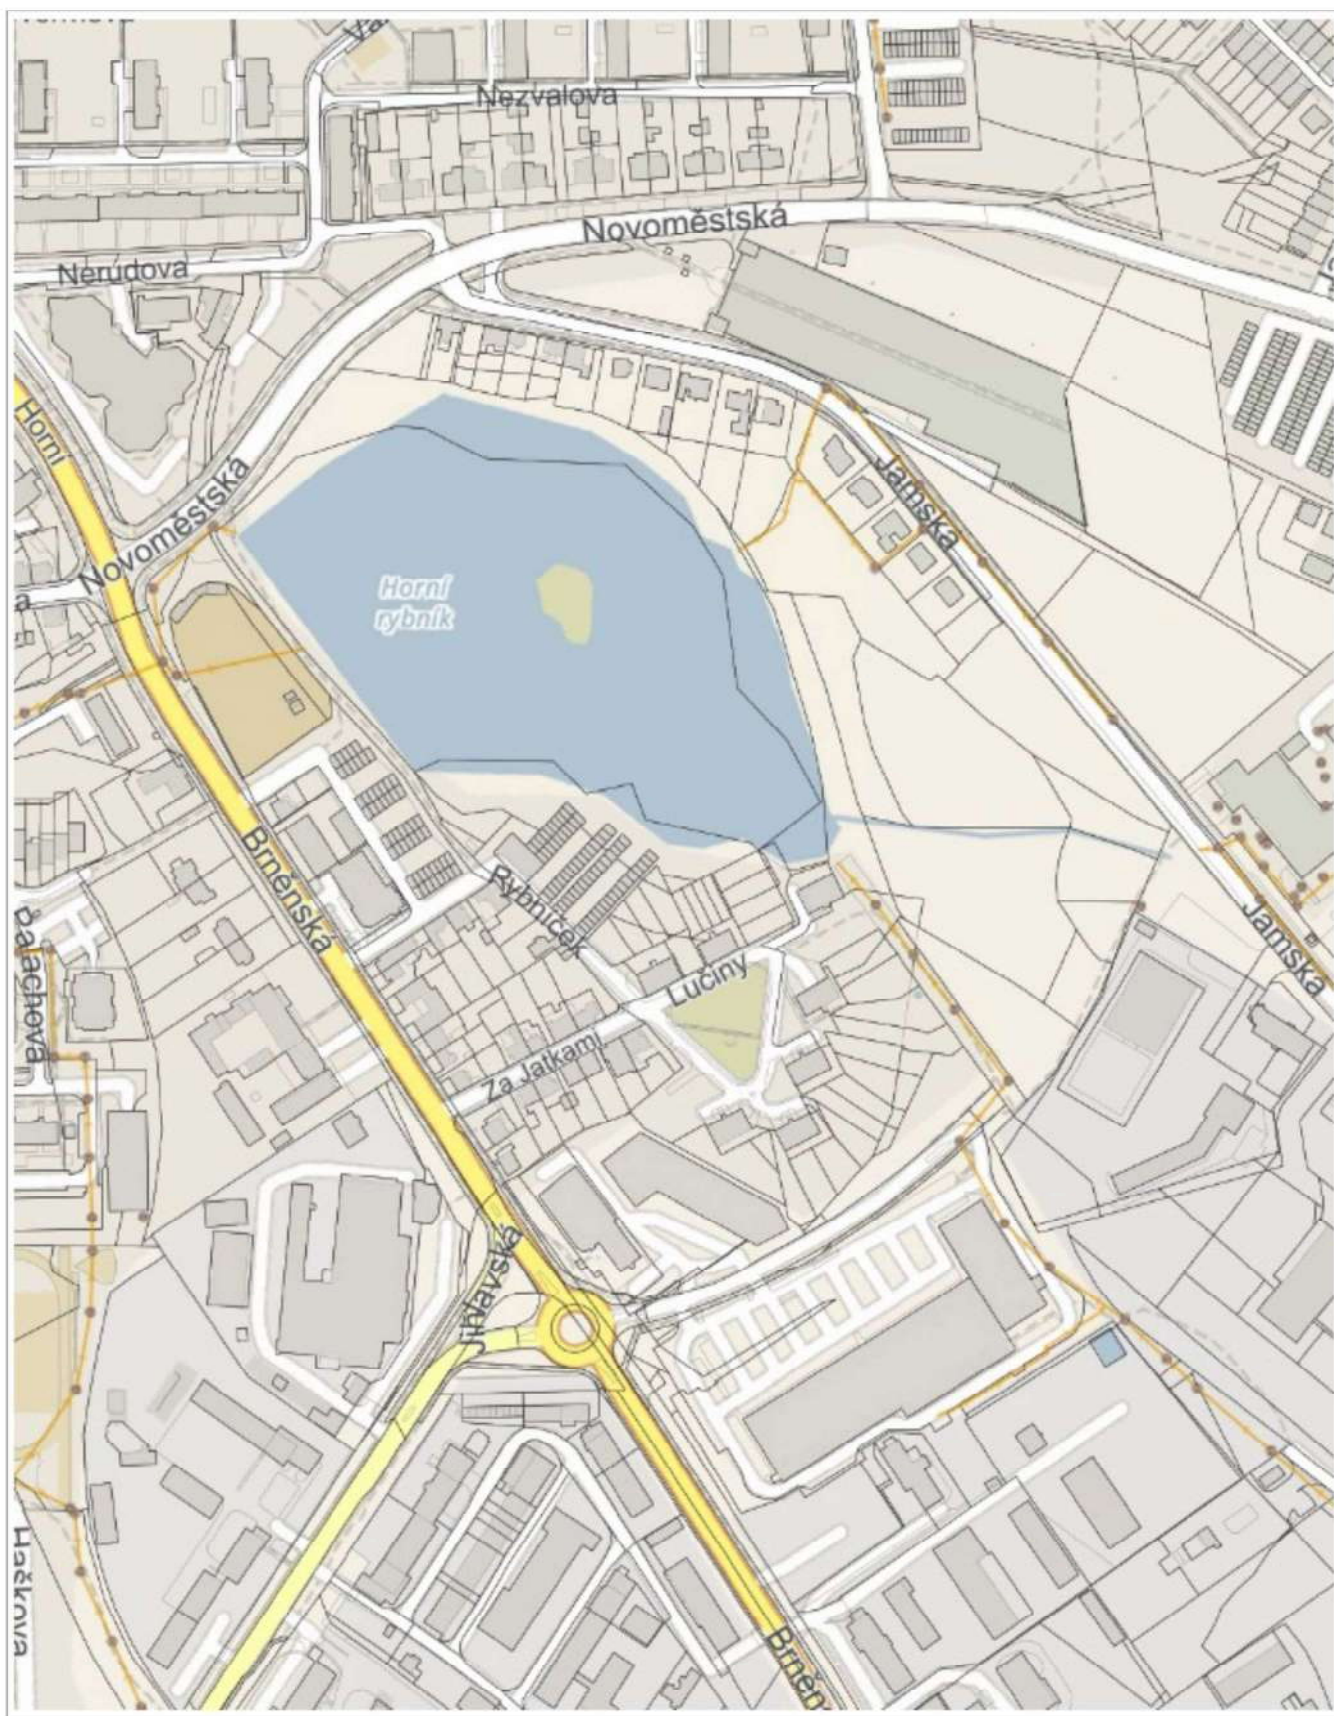 Nezvalova
Novoměstská
Nerudova
Horní
Novoměstská
Jamská
Horní
rybník
Brněnská
Rybníček
Jamská
Palachova
Lučiny
Za Jatkami
Jihlavská
Haškova
Brněn